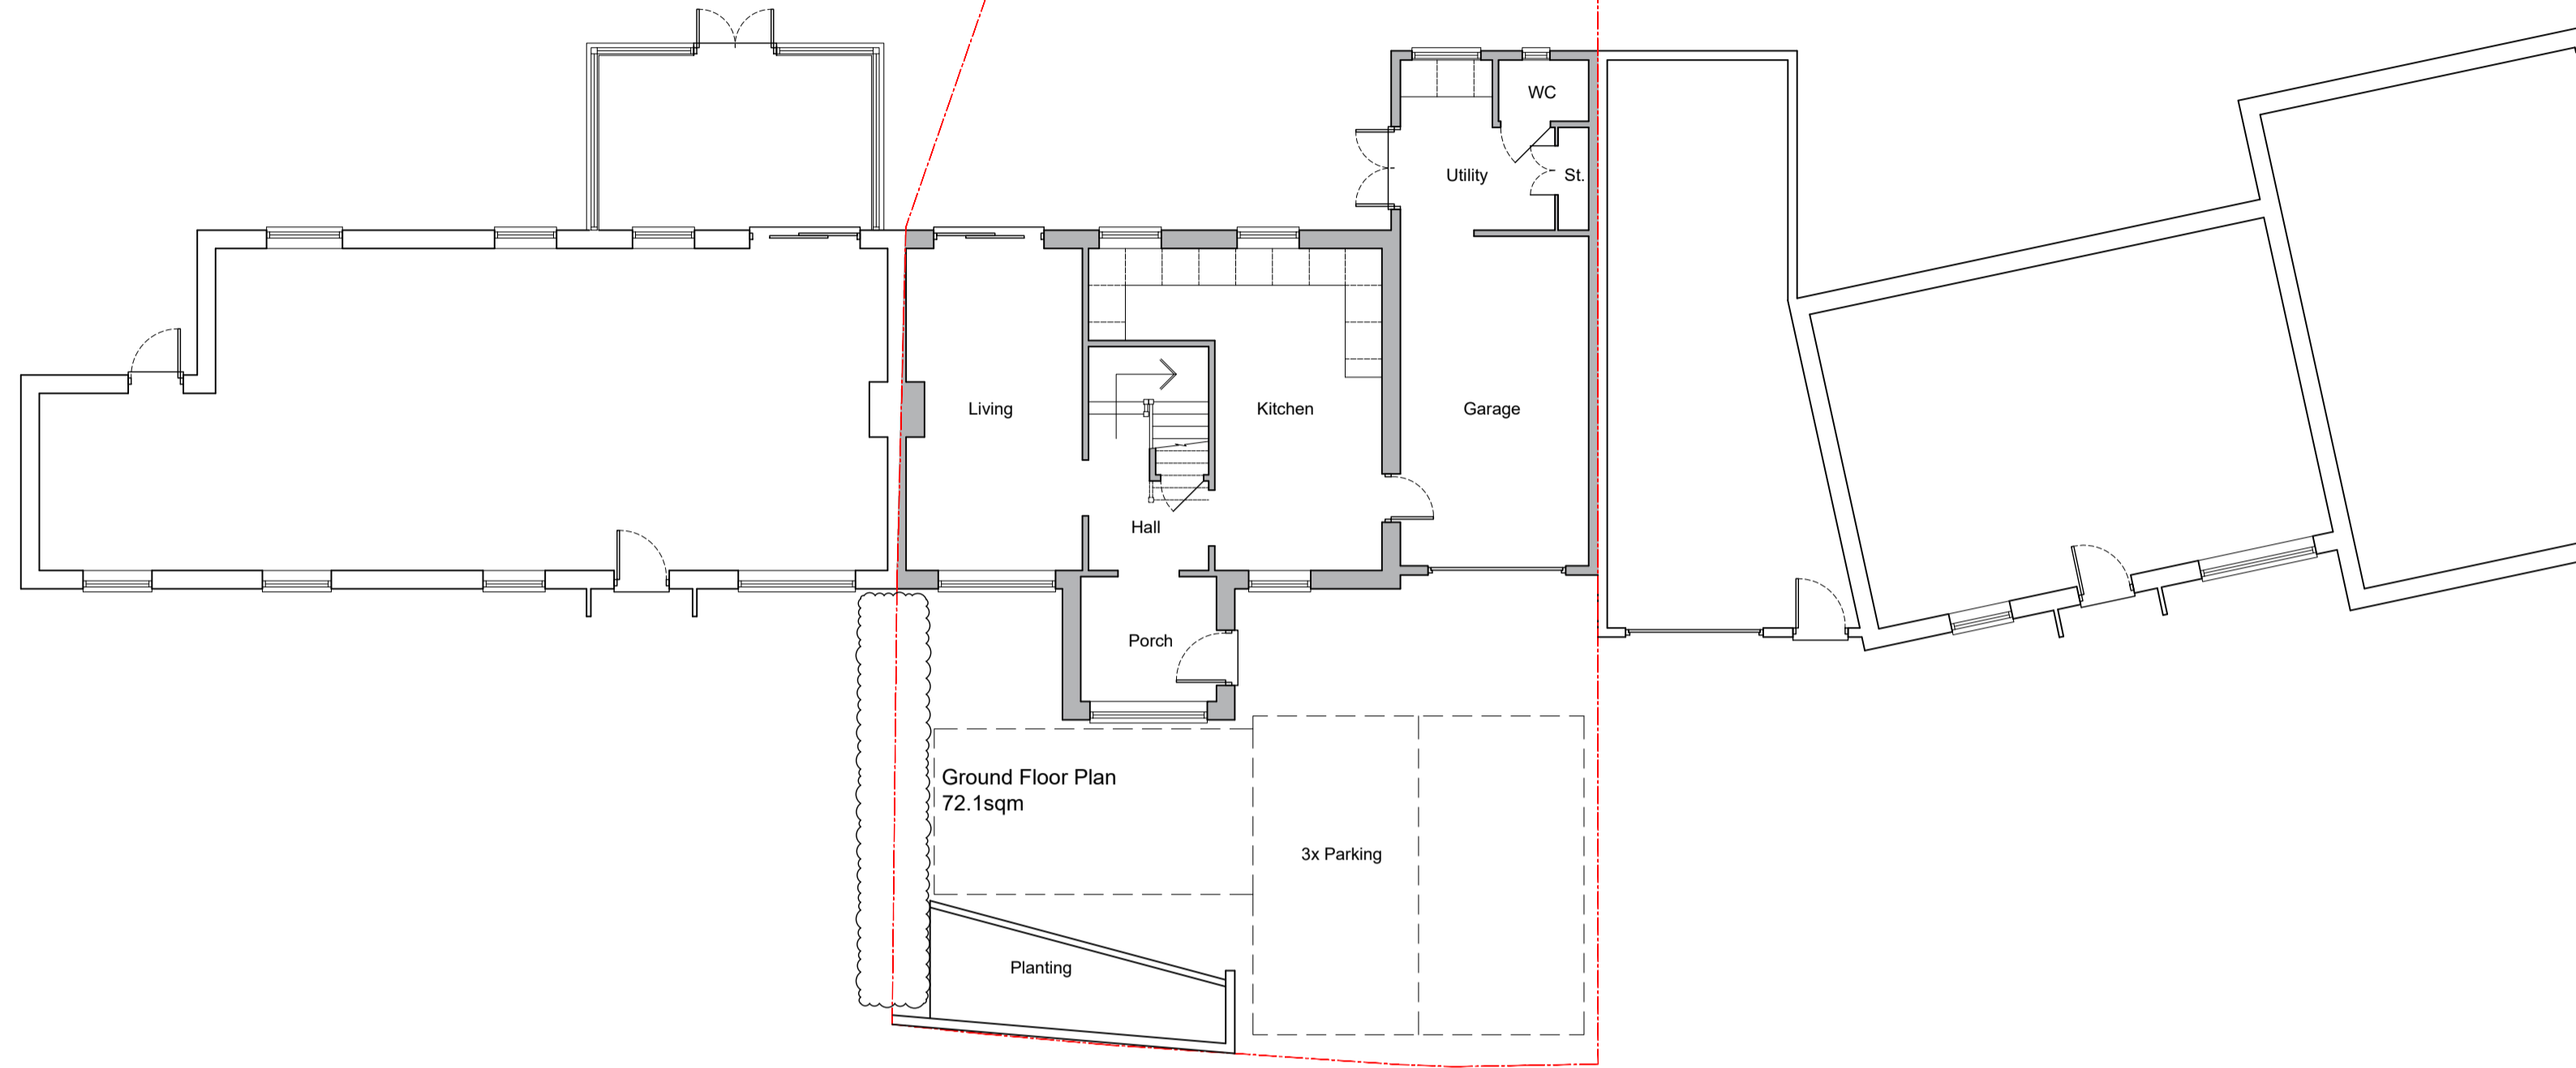 WC
Utility
St.
Living
Kitchen
Garage
Hall
Porch
Ground Floor Plan
72.1sqm
3x Parking
Planting